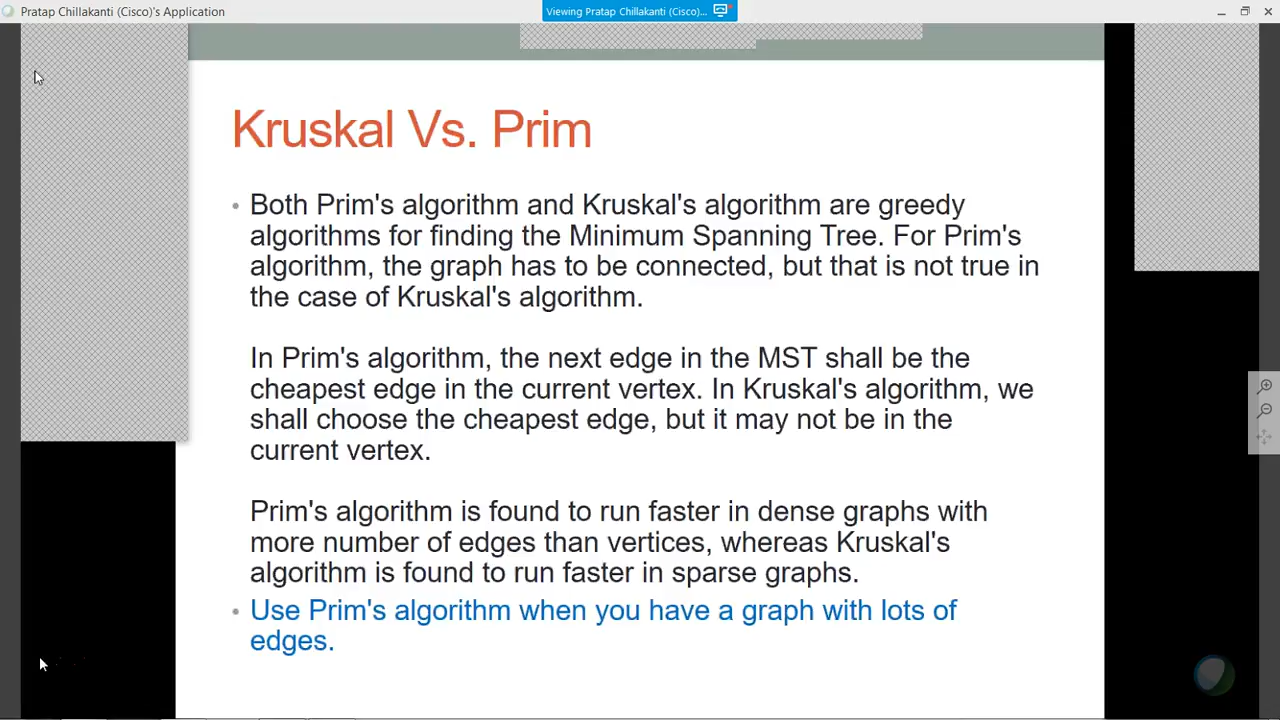 Pratap Chillakanti (Cisco)'s Application
Viewing Pratap Chillakanti (Cisco)...
Kruskal Vs. Prim
Both Prim's algorithm and Kruskal's algorithm are greedy
algorithms for finding the Minimum Spanning Tree. For Prim's
algorithm, the graph has to be connected, but that is not true in
the case of Kruskal's algorithm.
In Prim's algorithm, the next edge in the MST shall be the
cheapest edge in the current vertex. In Kruskal's algorithm, we
shall choose the cheapest edge, but it may not be in the
current vertex.
Prim's algorithm is found to run faster in dense graphs with
more number of edges than vertices, whereas Kruskal's
algorithm is found to run faster in sparse graphs.
Use Prim's algorithm when you have a graph with lots of
edges.